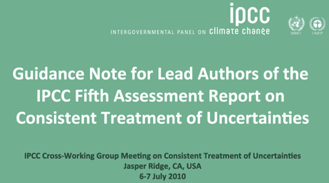 ipcc
INTERGOVERNMENTAL PANEL ON climate change
Guidance Note for Lead Authors of the
IPCC Fifth Assessment Report on
Consistent Treatment of Uncertainties
IPCC Cross-Working Group Meeting on Consistent Treatment of Uncertainties
Jasper Ridge, CA, USA
6-7 July 2010